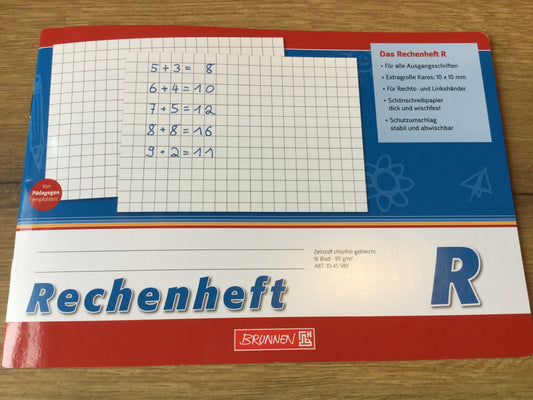 5 + 3 = 8
6 + 4 = 10
7 + 5 = 12
8 + 8 = 16
9 + 2 = 11
Das Rechenheft R
• Für alle Ausgangsschriften
• Extragroße Karos: 10 x 10 mm
• Für Rechts- und Linkshänder
• Schönschreibpapier
dick und wischfest
• Schutzumschlag
stabil und abwischbar
Von
Pädagogen
empfohlen!
Zellstoff chlorfrei gebleicht
16 Blatt · 90 g/m²
ART. 10-45 989
Rechenheft
R
BRUNNEN